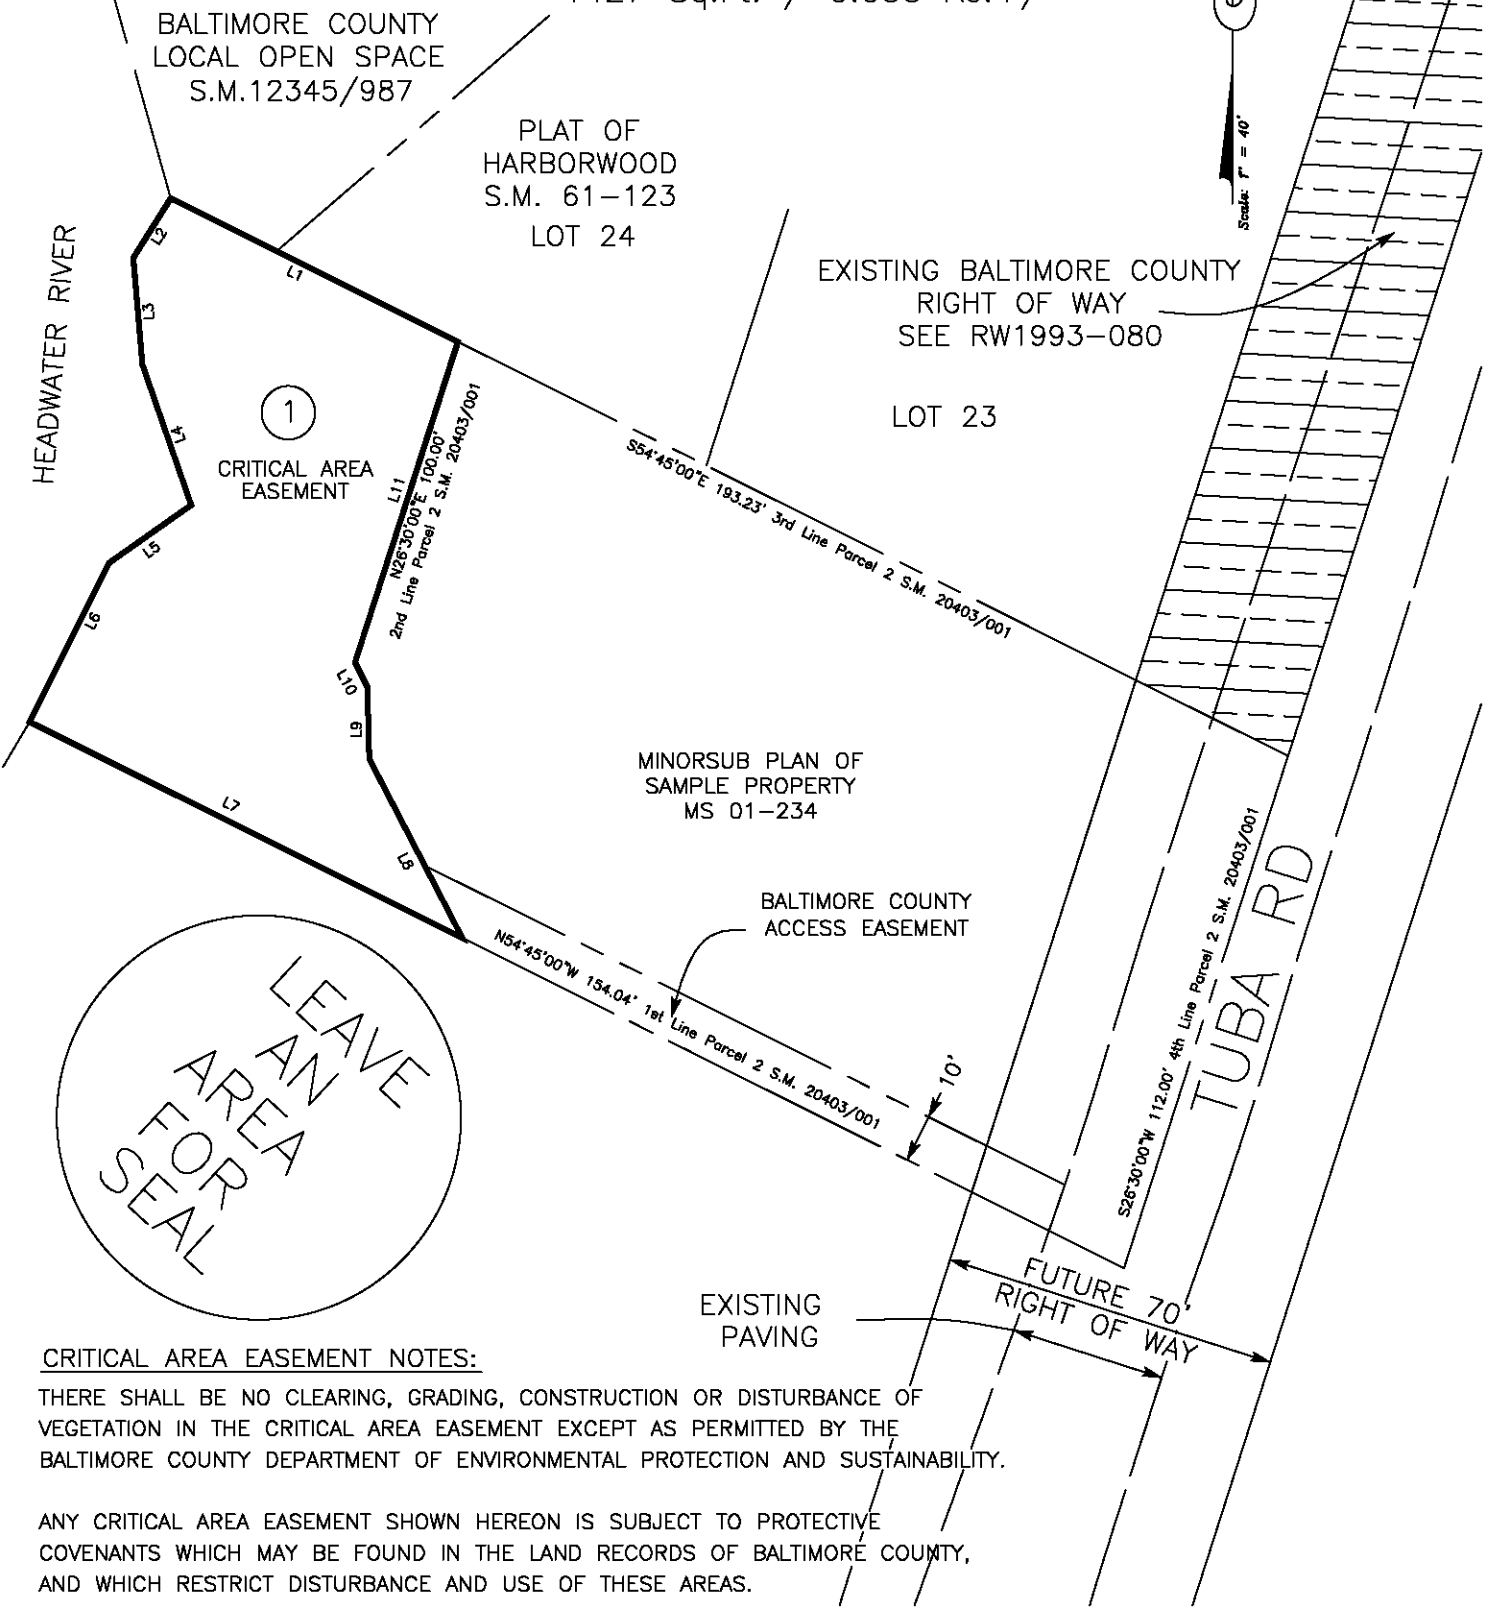 BALTIMORE COUNTY
LOCAL OPEN SPACE
S.M.12345/987
PLAT OF
HARBORWOOD
S.M. 61-123
LOT 24
Scale: 1" = 40'
HEADWATER RIVER
L2
L1
L3
EXISTING BALTIMORE COUNTY
RIGHT OF WAY
SEE RW1993-080
LOT 23
1
CRITICAL AREA
EASEMENT
L4
L11
N26°30'00"E 100.00'
2nd Line Parcel 2 S.M. 20403/001
S54°45'00"E 193.23' 3rd Line Parcel 2 S.M. 20403/001
L5
L6
L10
L9
L7
L8
MINORSUB PLAN OF
SAMPLE PROPERTY
MS 01-234
BALTIMORE COUNTY
ACCESS EASEMENT
N54°45'00"W 154.04' 1st Line Parcel 2 S.M. 20403/001
10'
S26°30'00"W 112.00' 4th Line Parcel 2 S.M. 20403/001
TUBA RD
LEAVE
AN
AREA
FOR
SEAL
FUTURE 70'
RIGHT OF WAY
EXISTING
PAVING
CRITICAL AREA EASEMENT NOTES:
THERE SHALL BE NO CLEARING, GRADING, CONSTRUCTION OR DISTURBANCE OF
VEGETATION IN THE CRITICAL AREA EASEMENT EXCEPT AS PERMITTED BY THE
BALTIMORE COUNTY DEPARTMENT OF ENVIRONMENTAL PROTECTION AND SUSTAINABILITY.
ANY CRITICAL AREA EASEMENT SHOWN HEREON IS SUBJECT TO PROTECTIVE
COVENANTS WHICH MAY BE FOUND IN THE LAND RECORDS OF BALTIMORE COUNTY,
AND WHICH RESTRICT DISTURBANCE AND USE OF THESE AREAS.